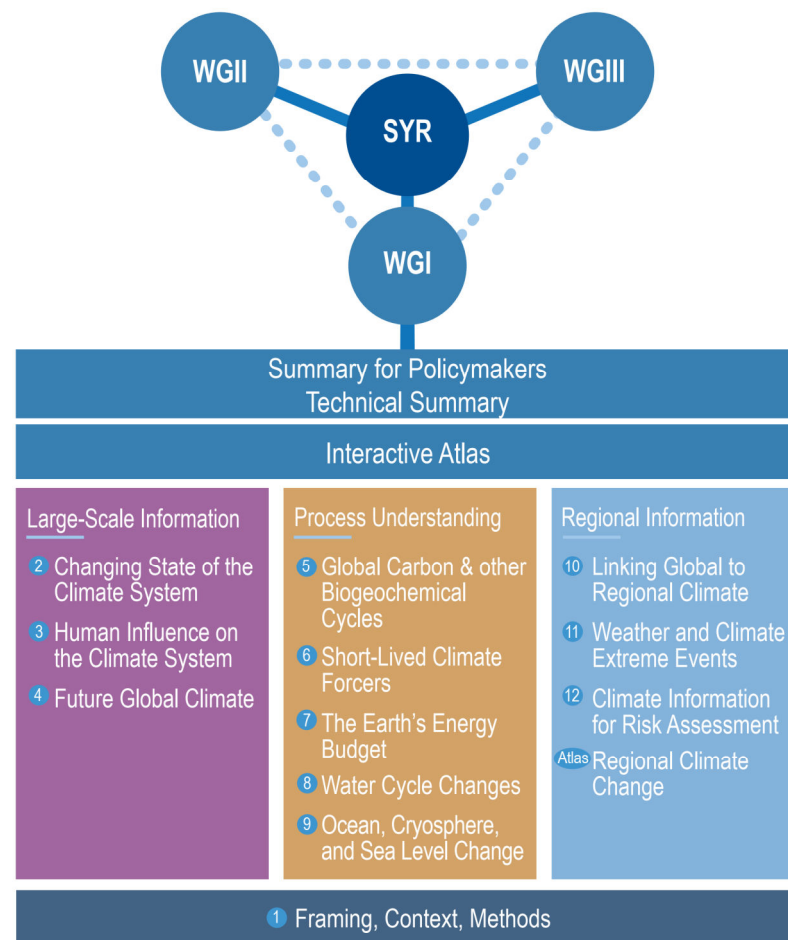 WGII
WGIII
SYR
WGI
Summary for Policymakers
Technical Summary
Interactive Atlas
Large-Scale Information
2 Changing State of the
Climate System
3 Human Influence on
the Climate System
4 Future Global Climate
Process Understanding
5 Global Carbon & other
Biogeochemical
Cycles
6 Short-Lived Climate
Forcers
7 The Earth's Energy
Budget
8 Water Cycle Changes
9 Ocean, Cryosphere,
and Sea Level Change
Regional Information
10 Linking Global to
Regional Climate
11 Weather and Climate
Extreme Events
12 Climate Information
for Risk Assessment
Atlas Regional Climate
Change
1 Framing, Context, Methods